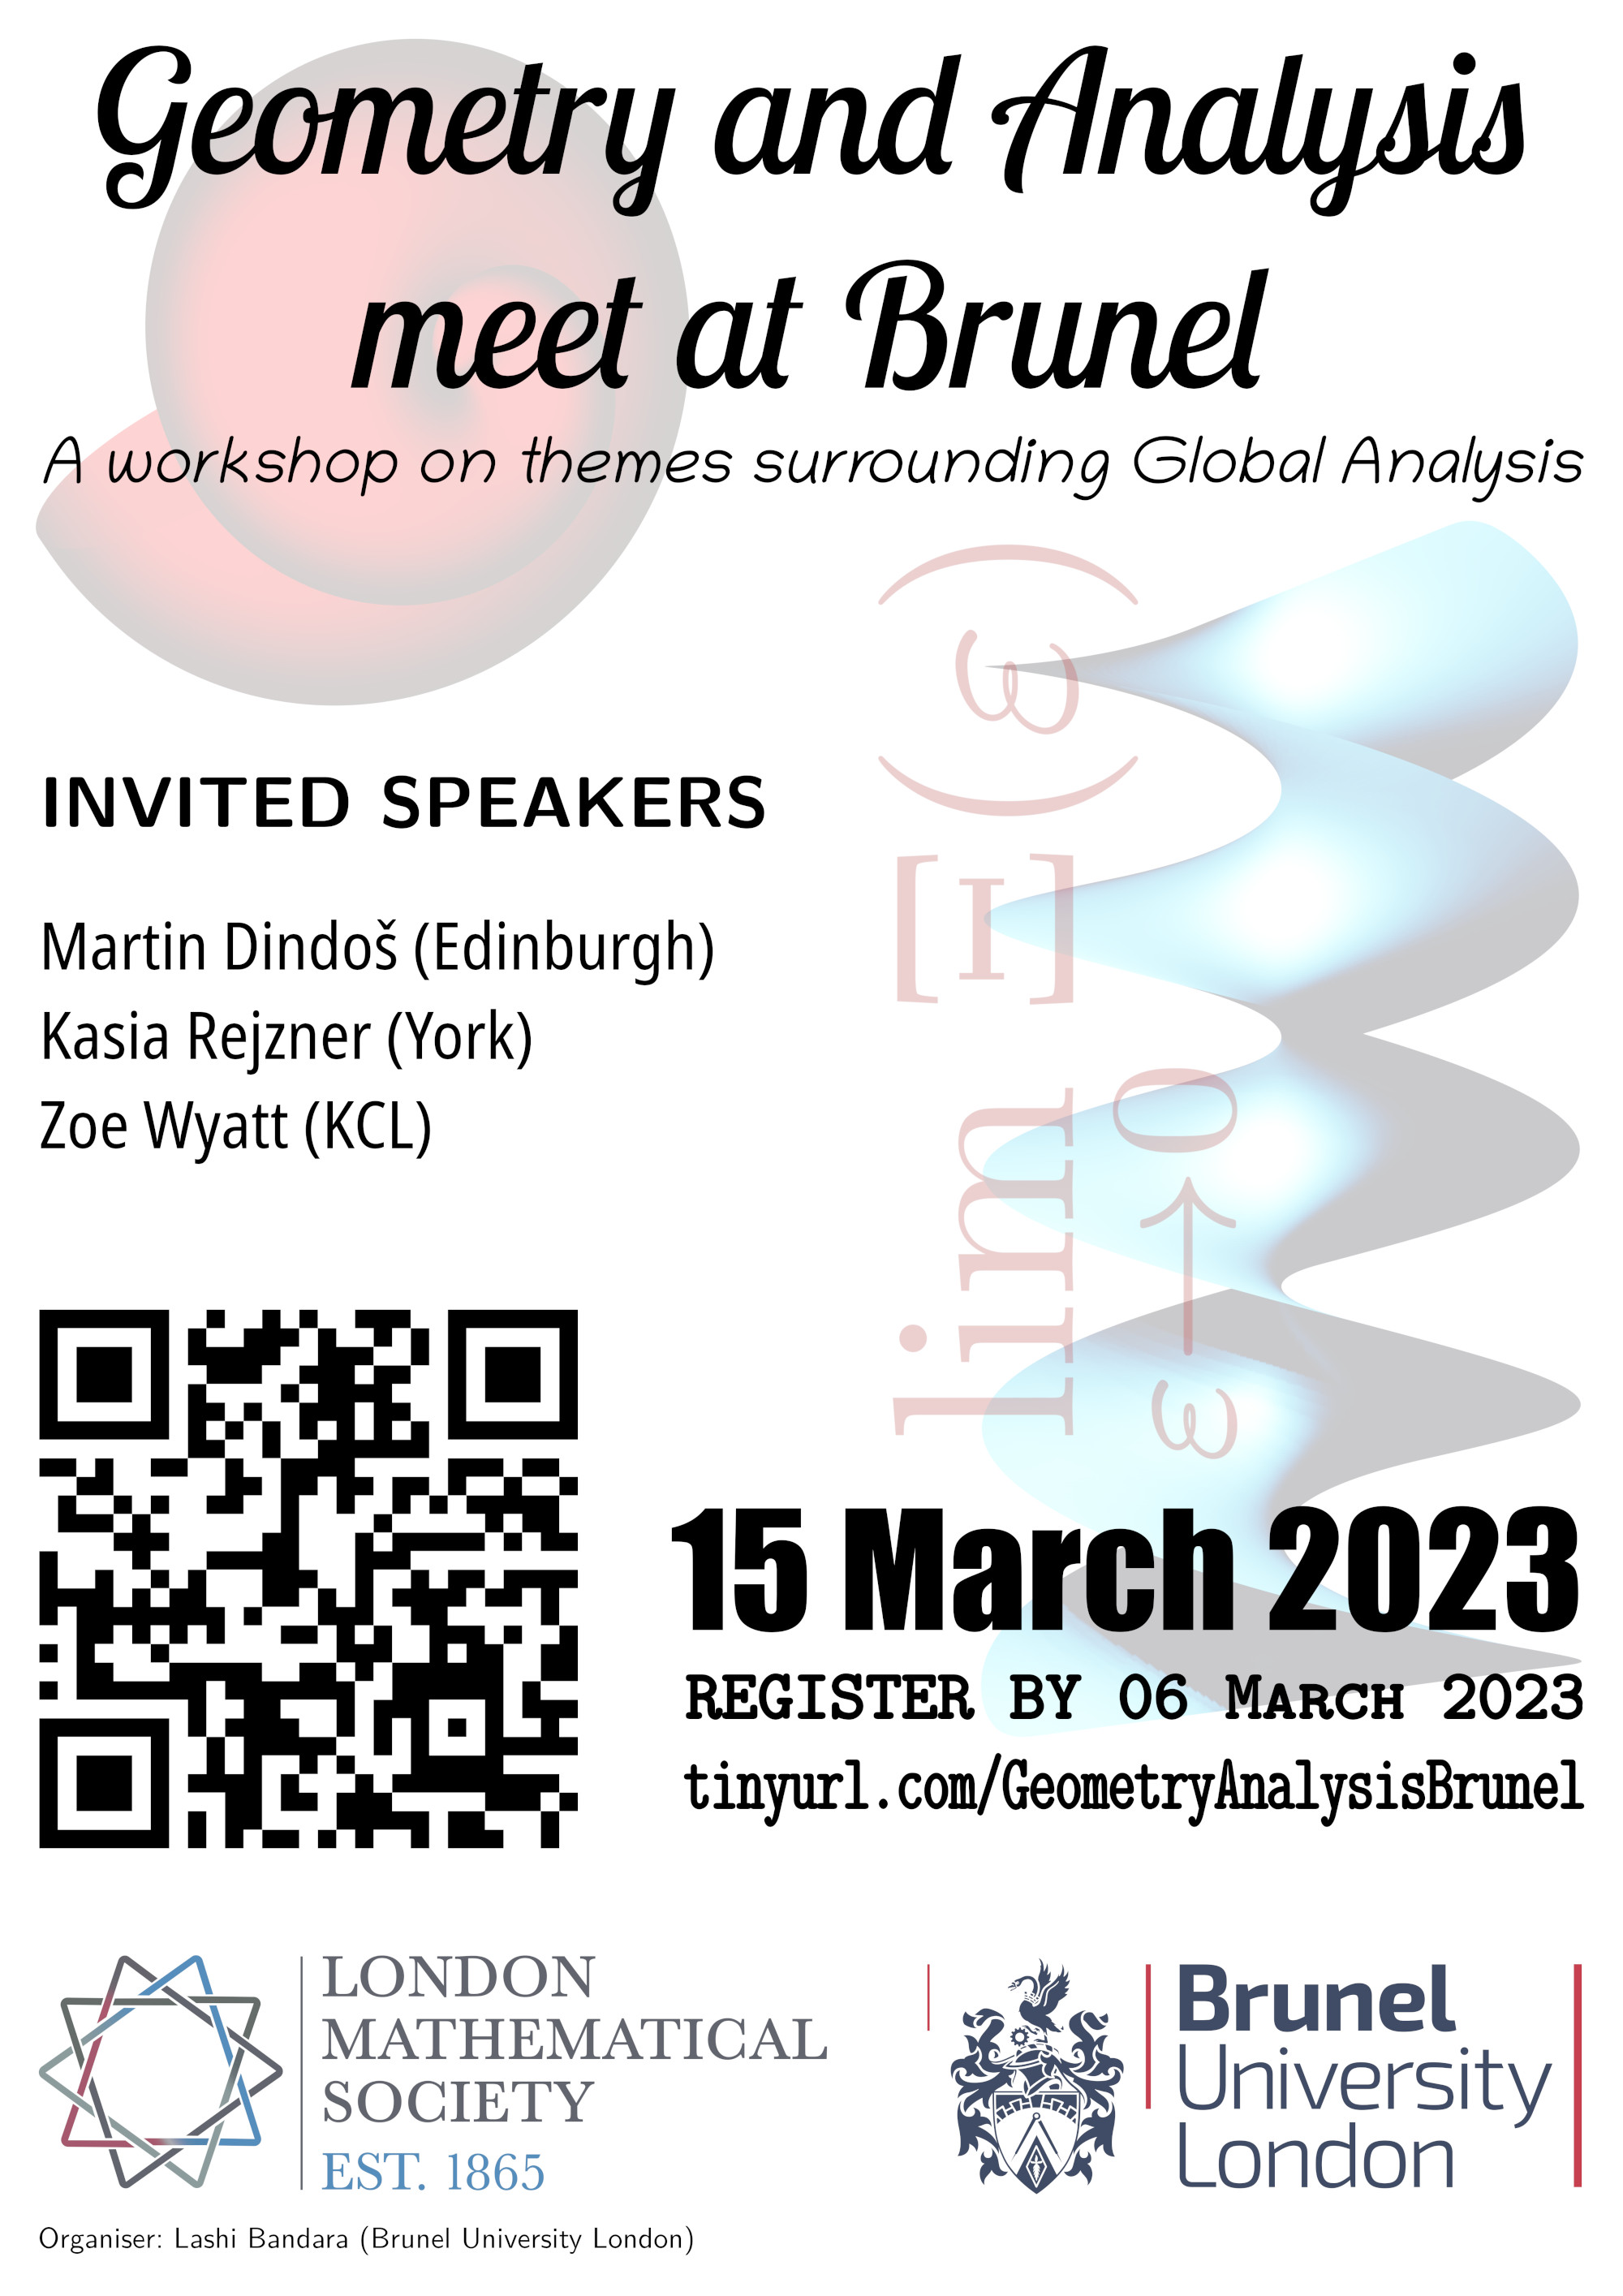 Geometry and Analysis
meet at Brunel
A workshop on themes surrounding Global Analysis
lim [ɪ] (ε)
ε→0
INVITED SPEAKERS
Martin Dindoš (Edinburgh)
Kasia Rejzner (York)
Zoe Wyatt (KCL)
15 March 2023
REGISTER BY 06 MARCH 2023
tinyurl.com/GeometryAnalysisBrunel
LONDON
MATHEMATICAL
SOCIETY
EST. 1865
Brunel
University
London
Organiser: Lashi Bandara (Brunel University London)